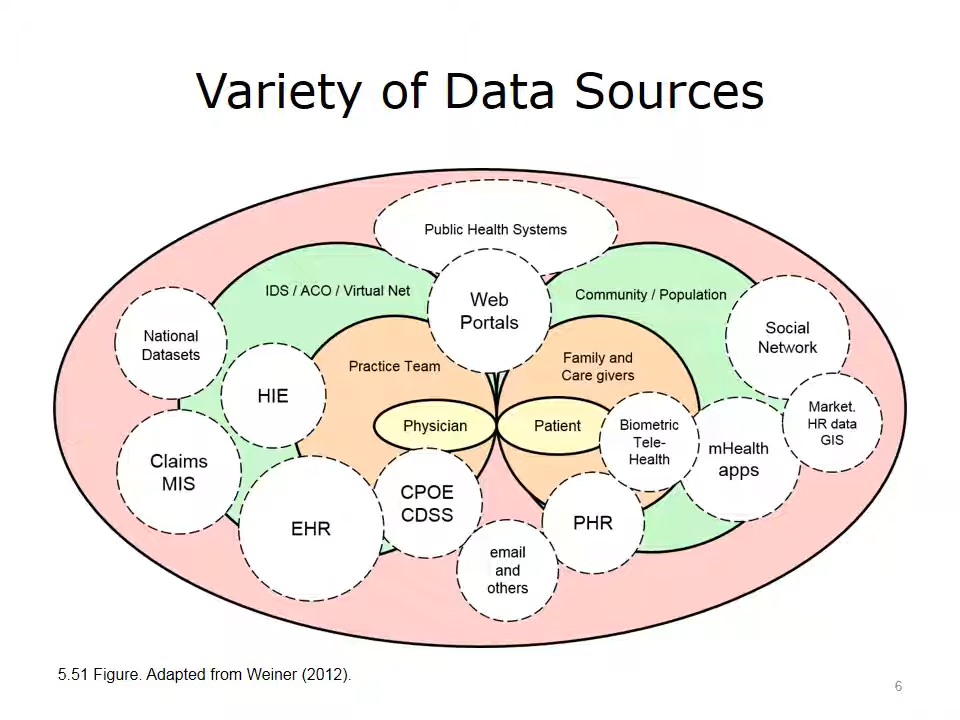 Variety of Data Sources
Public Health Systems
IDS / ACO / Virtual Net
Web
Portals
Community / Population
National
Datasets
Social
Network
Practice Team
Family and
Care givers
HIE
Market.
HR data
GIS
Physician
Patient
Biometric
Tele-
Health
mHealth
apps
Claims
MIS
CPOE
CDSS
EHR
PHR
email
and
others
5.51 Figure. Adapted from Weiner (2012).
6